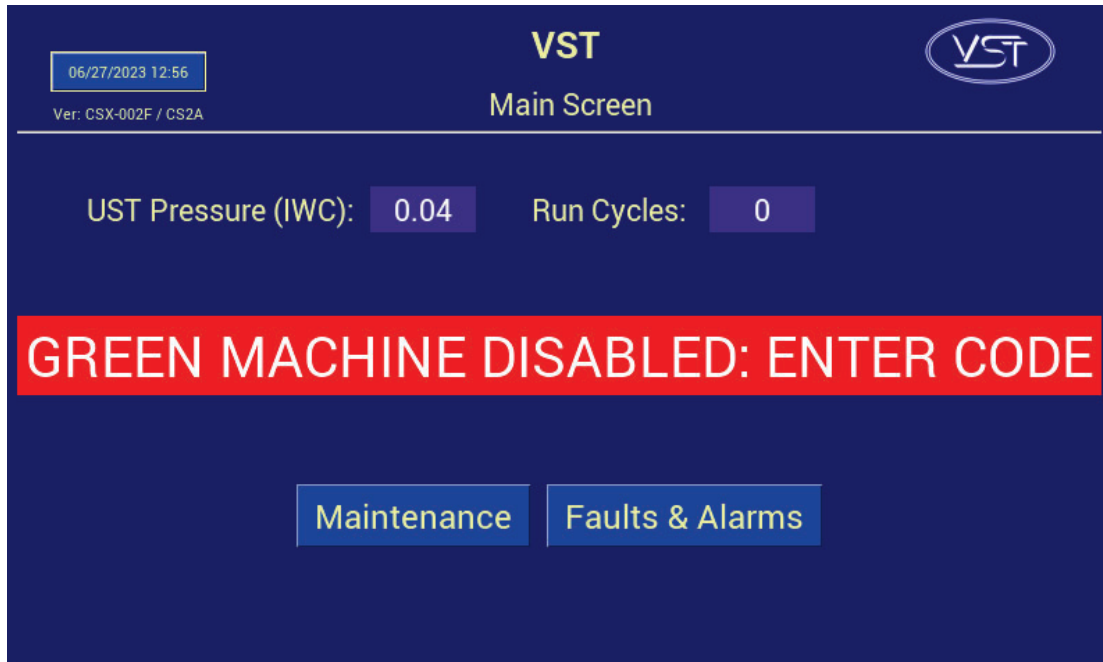 VST
VST
06/27/2023 12:56
Main Screen
Ver: CSX-002F / CS2A
UST Pressure (IWC): 0.04 Run Cycles: 0
GREEN MACHINE DISABLED: ENTER CODE
Maintenance Faults & Alarms